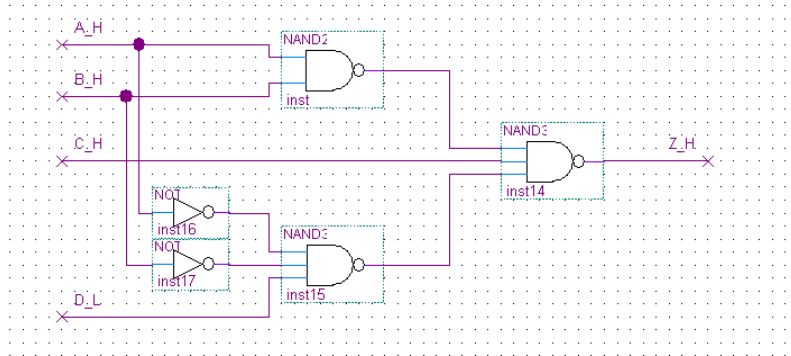 A_H
NAND2
B_H
inst
C_H
NAND3
Z_H
inst14
NOT
inst16
NAND3
NOT
inst17
inst15
D_L